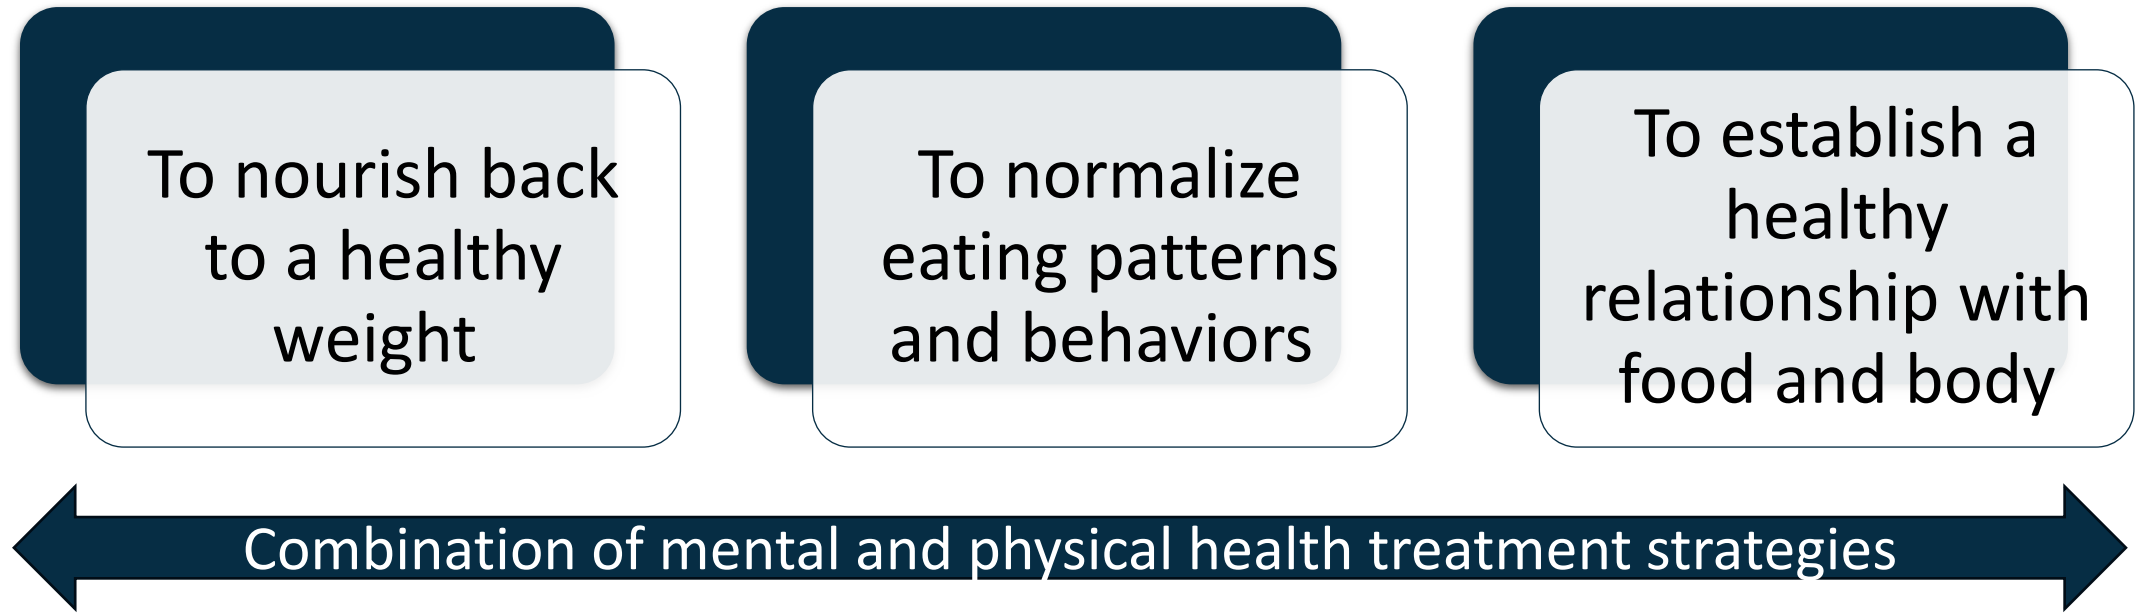 To nourish back
to a healthy
weight
To normalize
eating patterns
and behaviors
To establish a
healthy
relationship with
food and body
Combination of mental and physical health treatment strategies